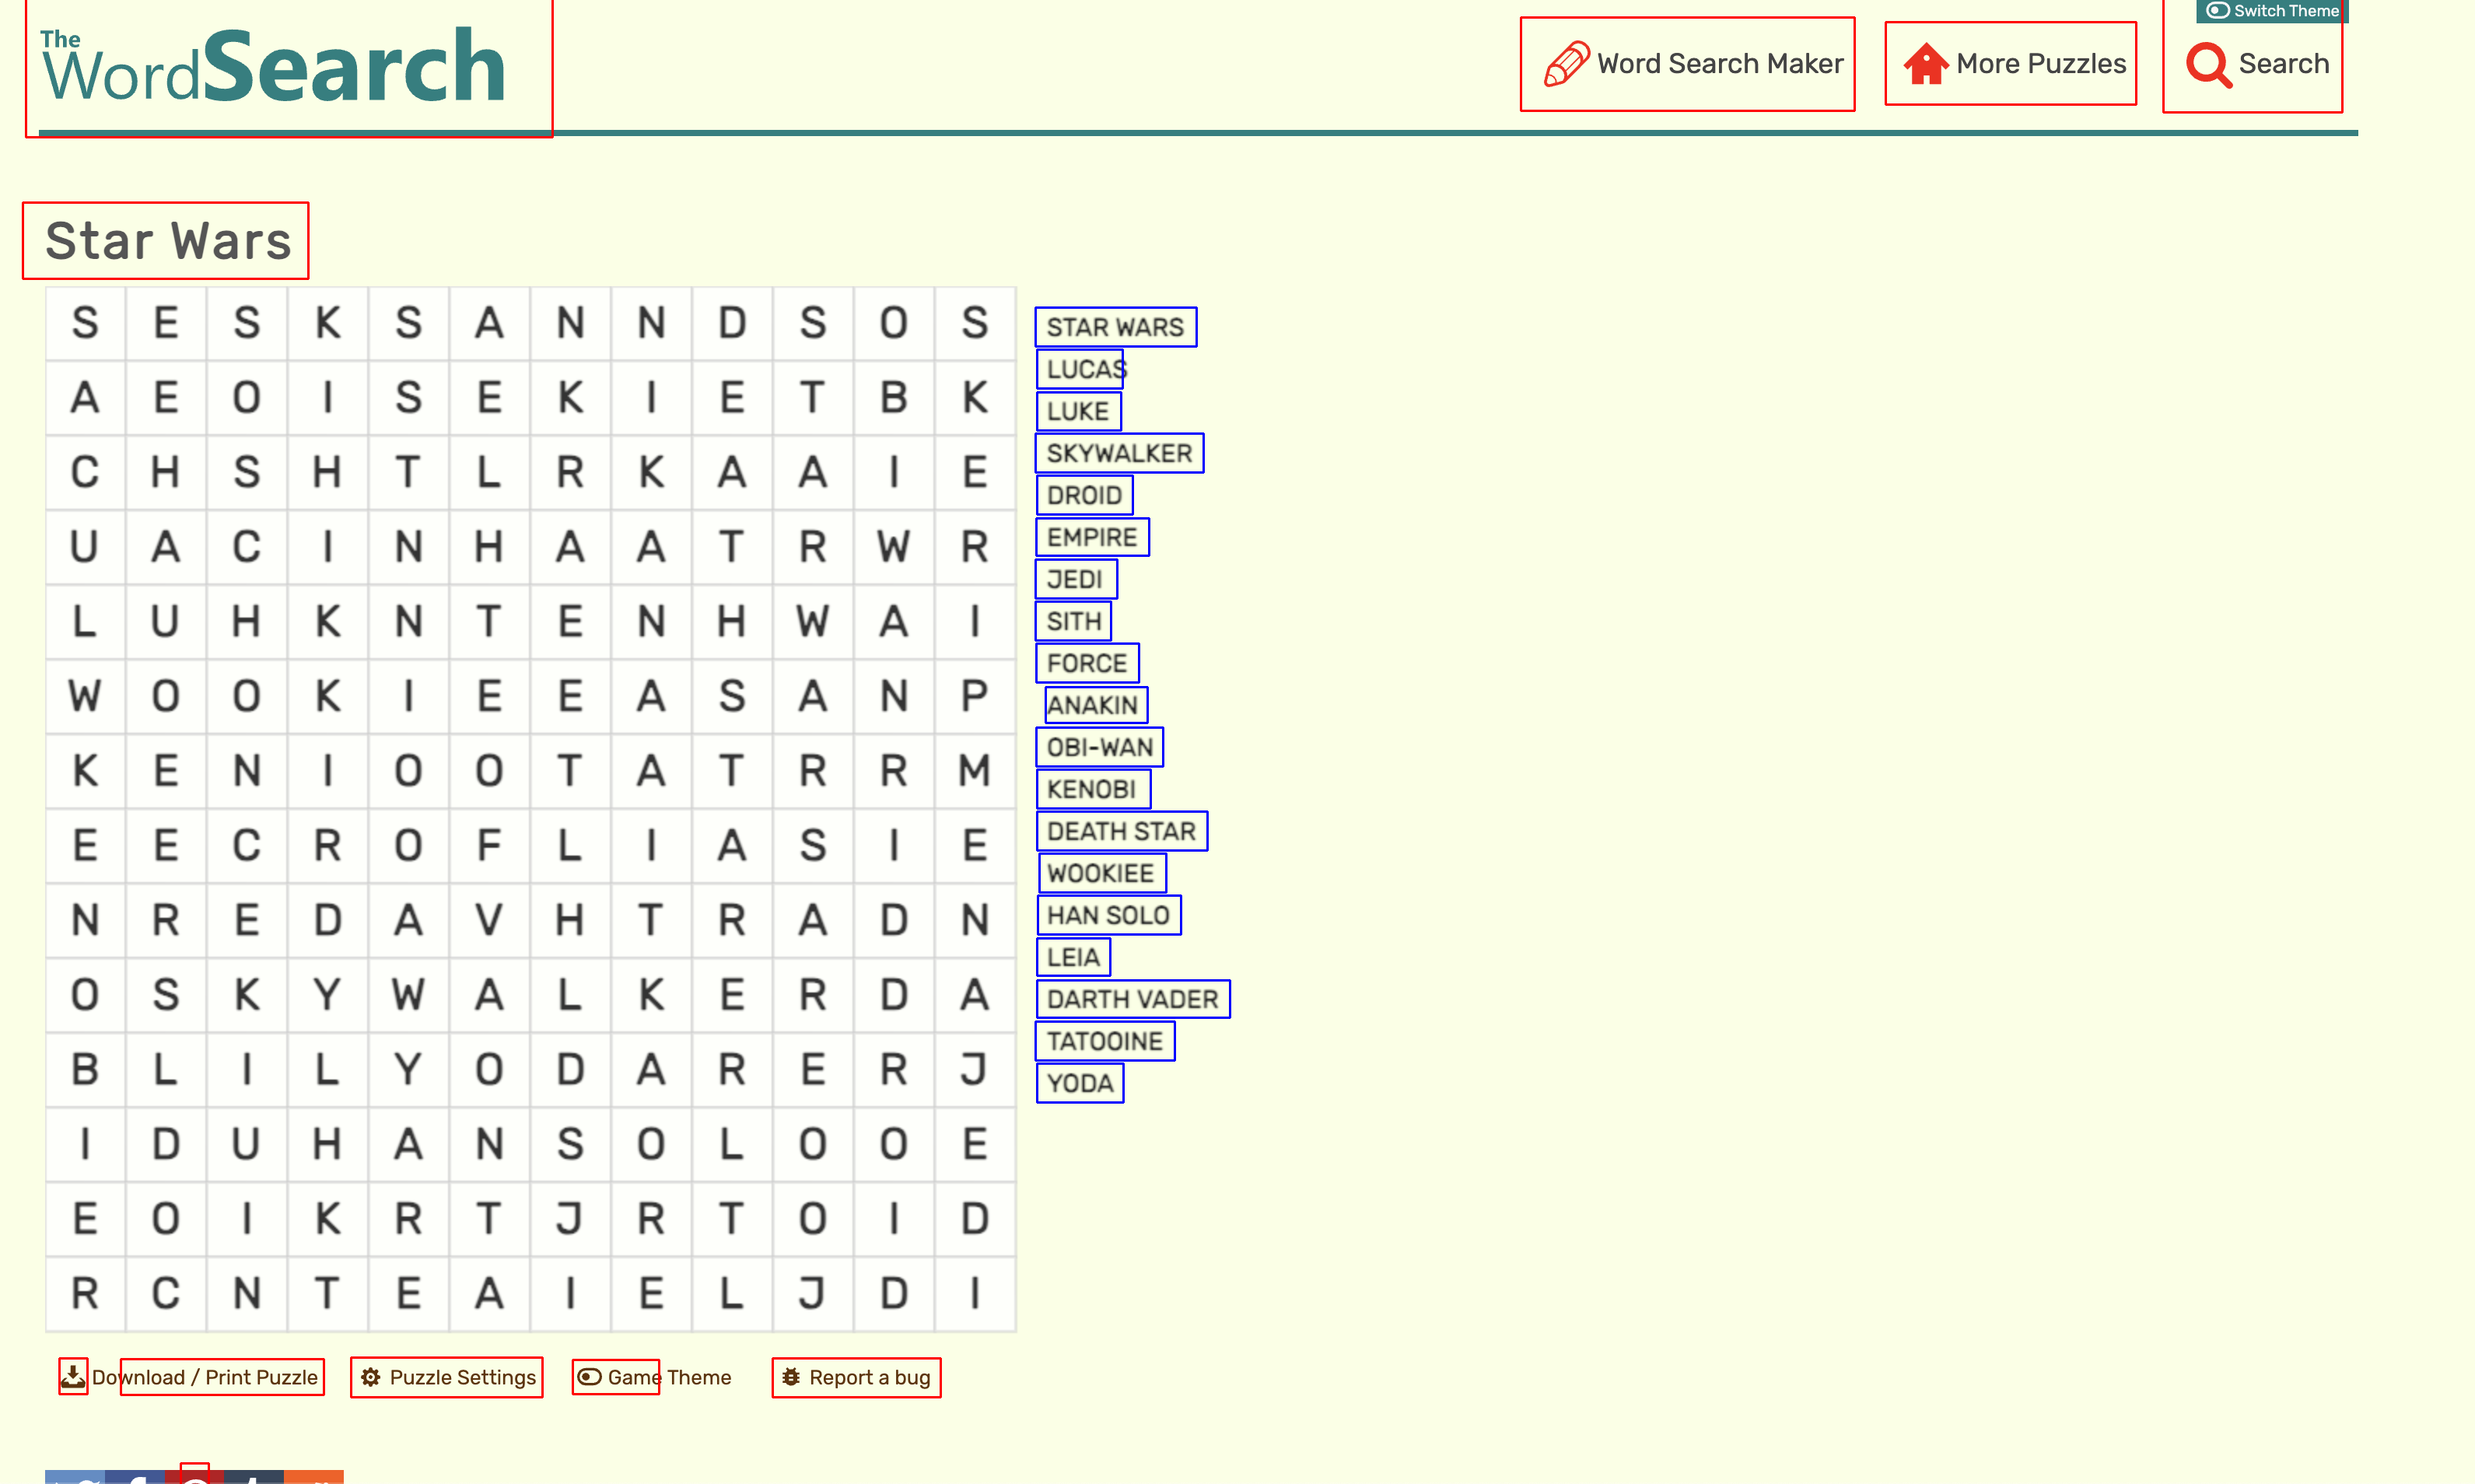 The
WordSearch
Word Search Maker
More Puzzles
Switch Theme
Search
Star Wars
S E S K S A N N D S O S
A E O I S E K I E T B K
C H S H T L R K A A I E
U A C I N H A A T R W R
L U H K N T E N H W A I
W O O K I E E A S A N P
K E N I O O T A T R R M
E E C R O F L I A S I E
N R E D A V H T R A D N
O S K Y W A L K E R D A
B L I L Y O D A R E R J
I D U H A N S O L O O E
E O I K R T J R T O I D
R C N T E A I E L J D I
STAR WARS
LUCAS
LUKE
SKYWALKER
DROID
EMPIRE
JEDI
SITH
FORCE
ANAKIN
OBI-WAN
KENOBI
DEATH STAR
WOOKIEE
HAN SOLO
LEIA
DARTH VADER
TATOOINE
YODA
Download / Print Puzzle
Puzzle Settings
Game Theme
Report a bug